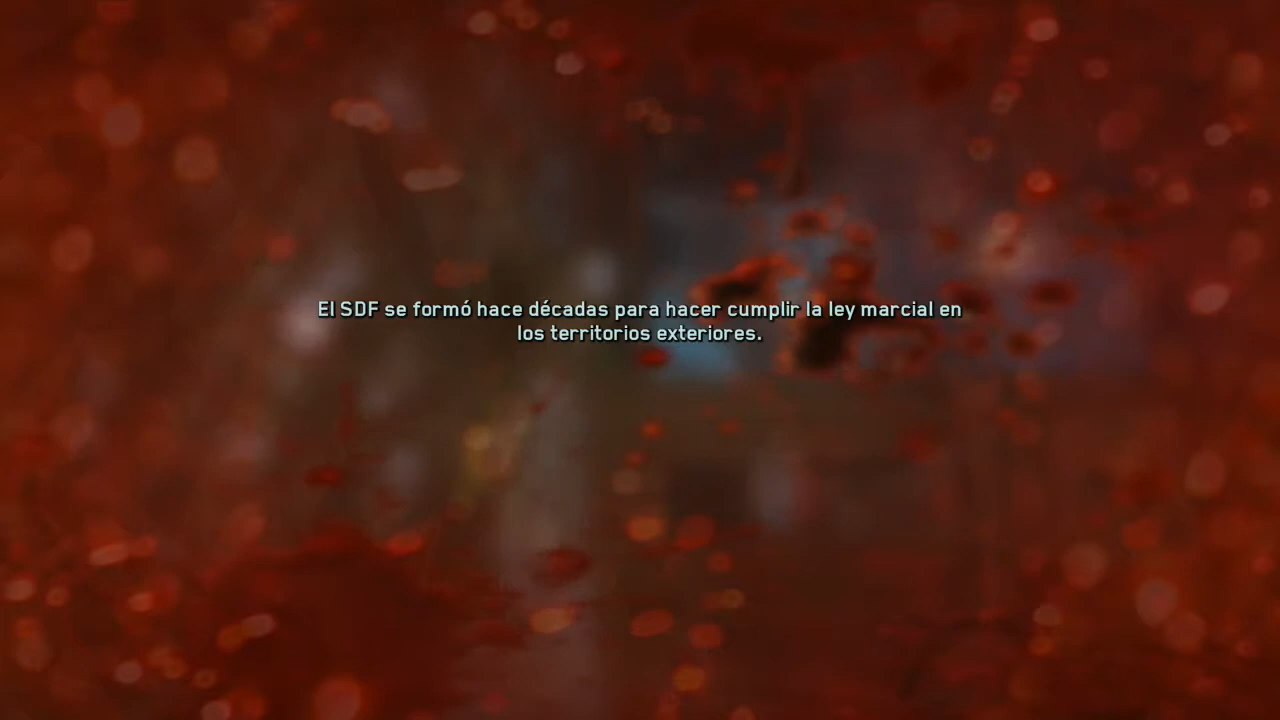 El SDF se formó hace décadas para hacer cumplir la ley marcial en
los territorios exteriores.